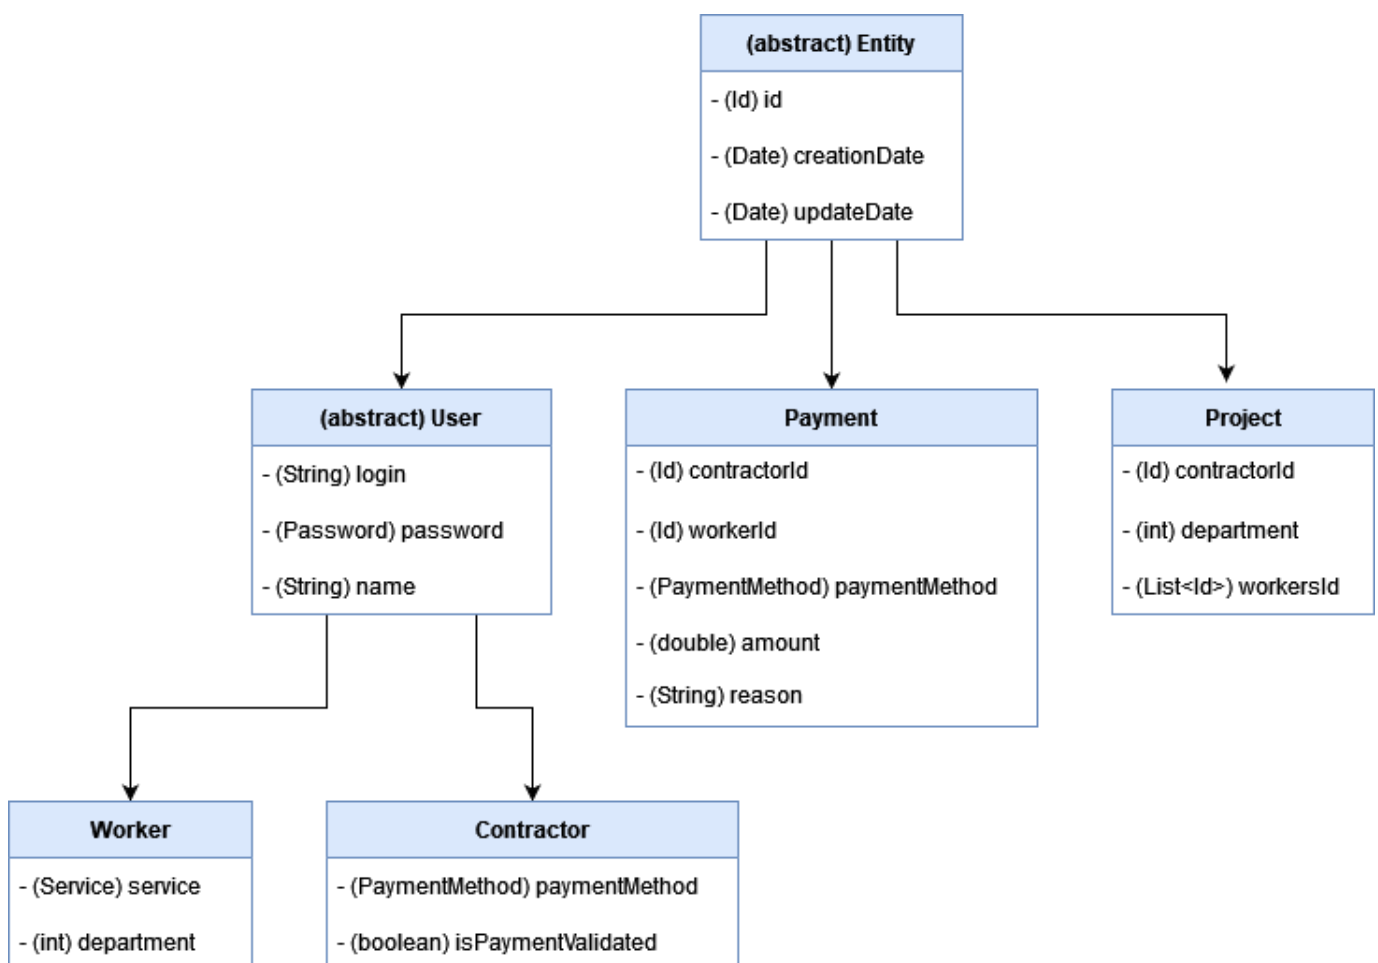 (abstract) Entity
- (Id) id
- (Date) creationDate
- (Date) updateDate
(abstract) User
- (String) login
- (Password) password
- (String) name
Payment
- (Id) contractorId
- (Id) workerId
- (PaymentMethod) paymentMethod
- (double) amount
- (String) reason
Project
- (Id) contractorId
- (int) department
- (List<Id>) workersId
Worker
- (Service) service
- (int) department
Contractor
- (PaymentMethod) paymentMethod
- (boolean) isPaymentValidated